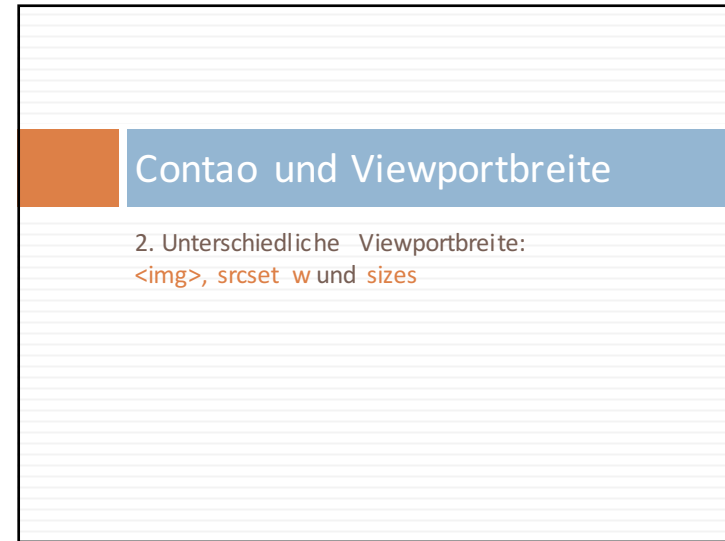 Contao und Viewportbreite
2. Unterschiedliche Viewportbreite:
<img>, srcset w und sizes